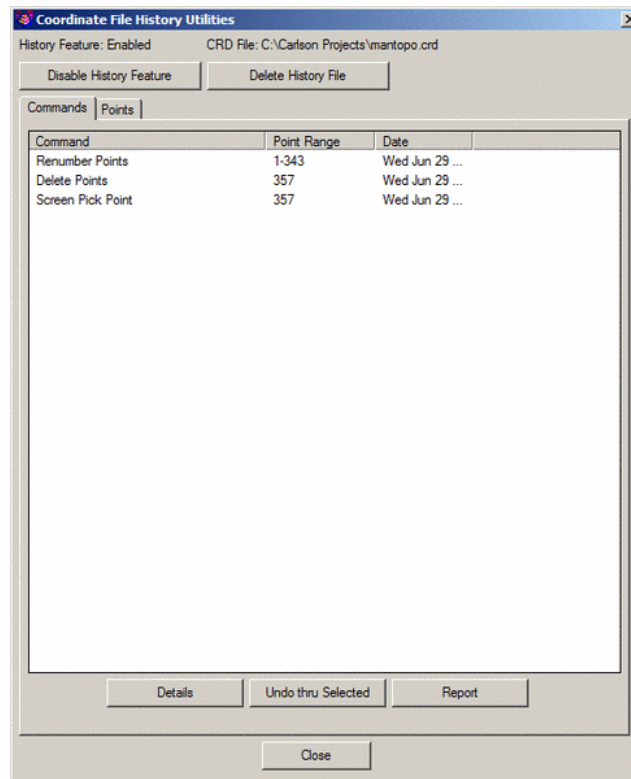 Coordinate File History Utilities
History Feature: Enabled CRD File: C:\Carlson Projects\mantopo.crd
Disable History Feature Delete History File
Commands Points
Command Point Range Date
Renumber Points 1-343 Wed Jun 29 ...
Delete Points 357 Wed Jun 29 ...
Screen Pick Point 357 Wed Jun 29 ...
Details Undo thru Selected Report
Close